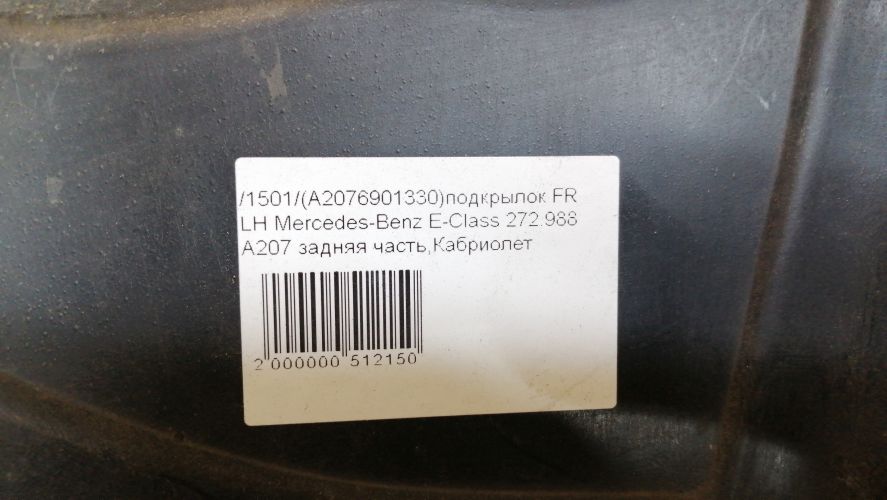 /1501/(A2076901330)подкрылок FR
LH Mercedes-Benz E-Class 272.988
A207 задняя часть,Кабриолет
2 000000 512150